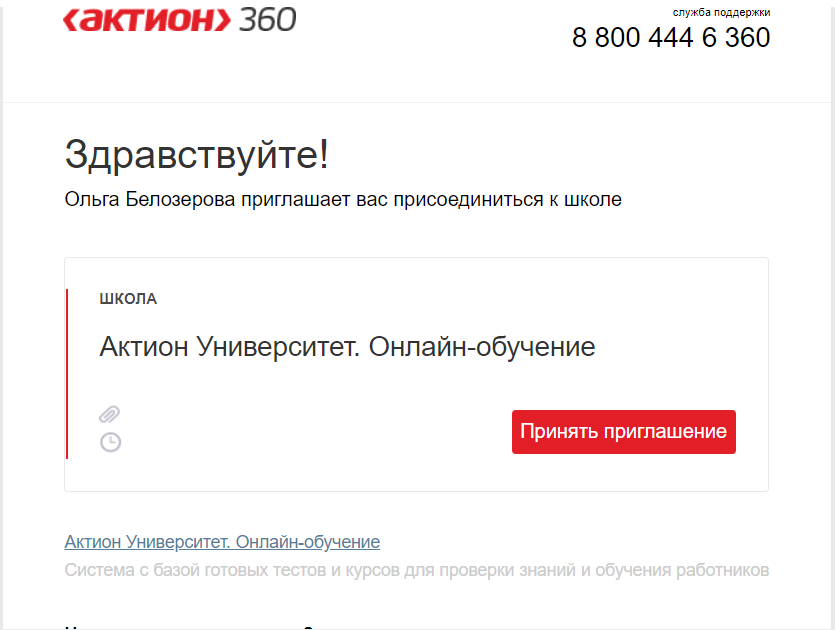 <актион> 360
служба поддержки
8 800 444 6 360
Здравствуйте!
Ольга Белозерова приглашает вас присоединиться к школе
ШКОЛА
Актион Университет. Онлайн-обучение
Принять приглашение
Актион Университет. Онлайн-обучение
Система с базой готовых тестов и курсов для проверки знаний и обучения работников